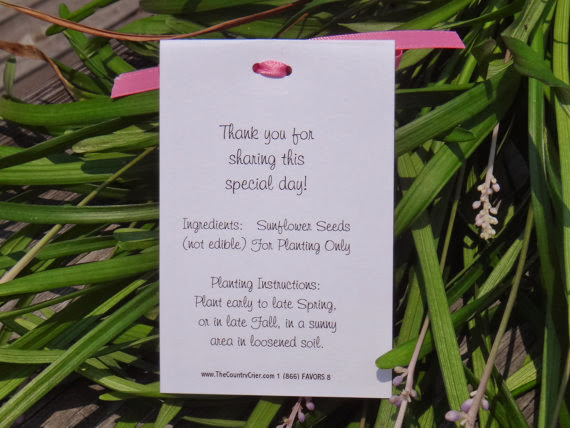 Thank you for
sharing this
special day!
Ingredients: Sunflower Seeds
(not edible) For Planting Only
Planting Instructions:
Plant early to late Spring,
or in late Fall, in a sunny
area in loosened soil.
www.TheCountryCrier.com 1 (866) FAVORS 8